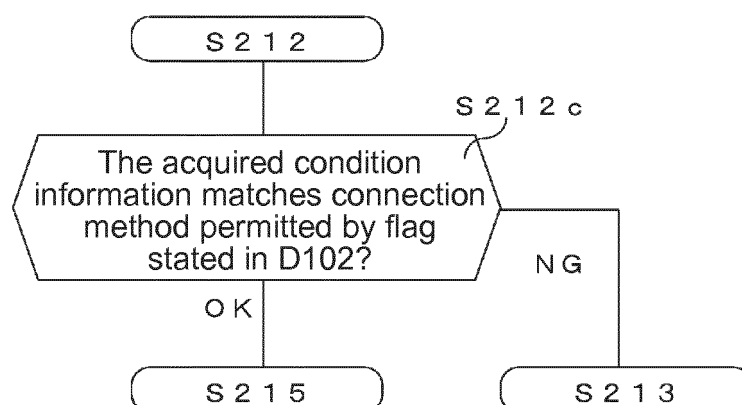 S212
S212c
The acquired condition
information matches connection
method permitted by flag
stated in D102?
NG
OK
S215
S213